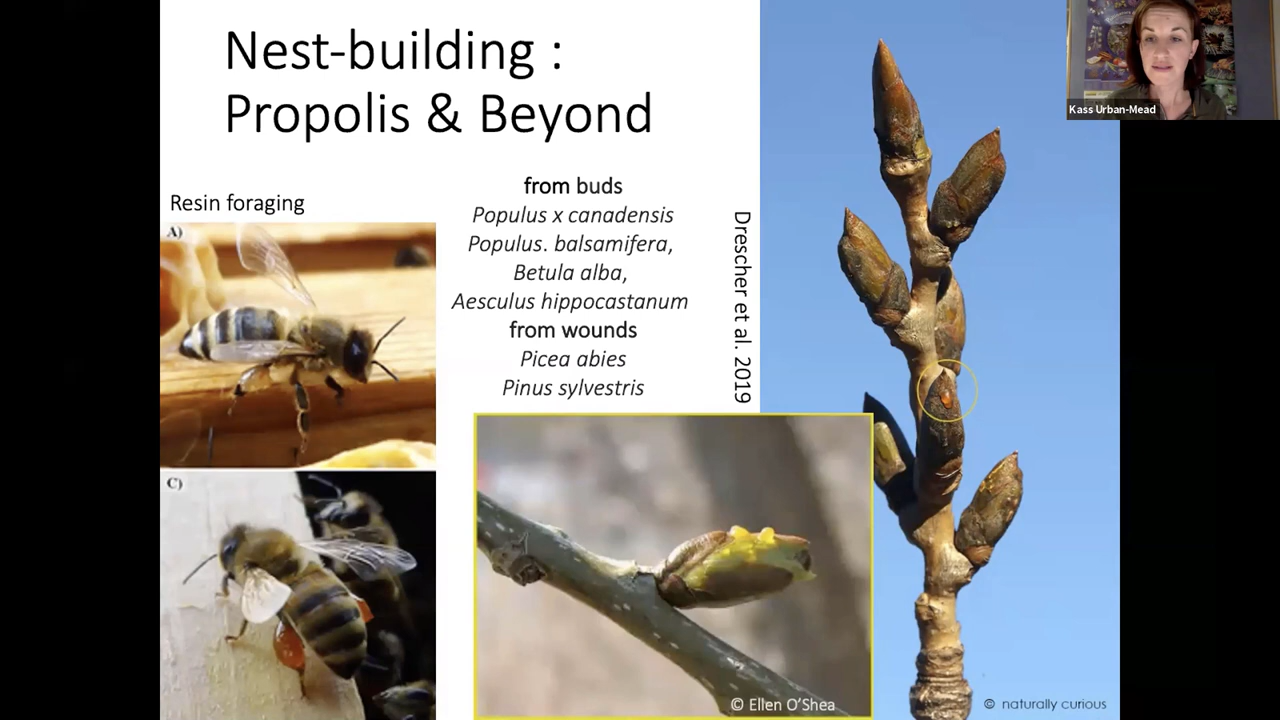 Nest-building :
Propolis & Beyond
Kass Urban-Mead
Resin foraging
A)
C)
from buds
Populus x canadensis
Populus. balsamifera,
Betula alba,
Aesculus hippocastanum
from wounds
Picea abies
Pinus sylvestris
Drescher et al. 2019
© Ellen O’Shea
© naturally curious